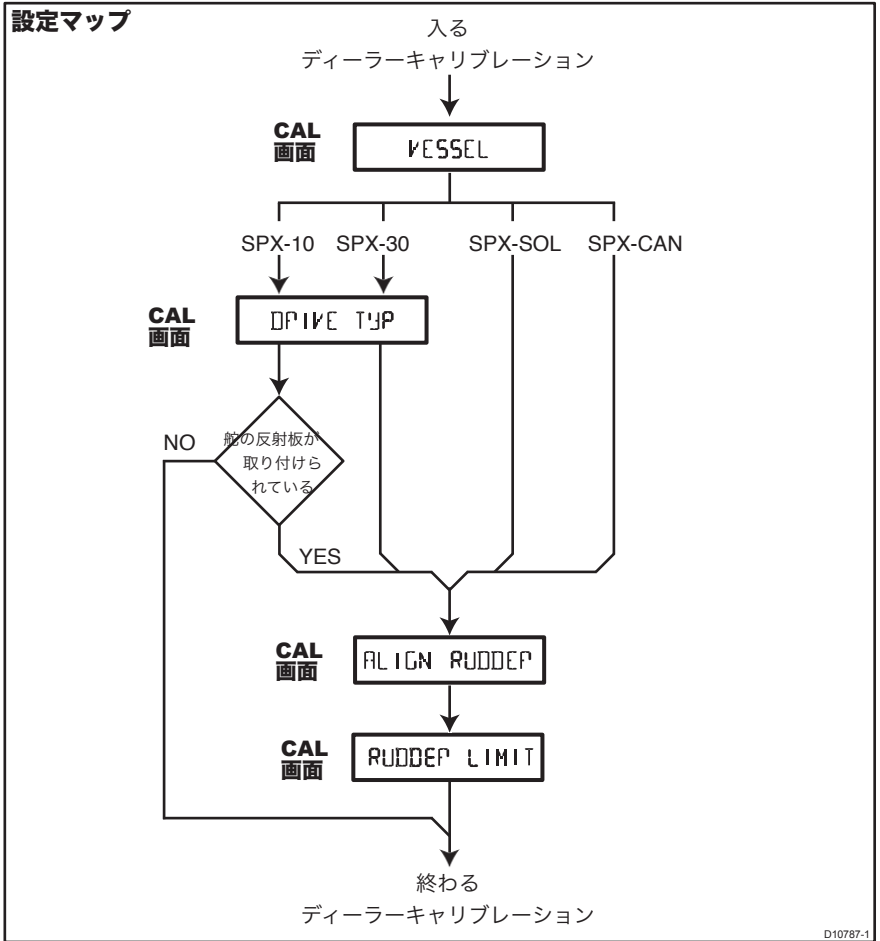 設定マップ
入る
ディーラーキャリブレーション
CAL
画面
VESSEL
SPX-10 SPX-30 SPX-SOL SPX-CAN
CAL
画面
DRIVE TYP
NO
舵の反射板が
取り付けら
れている
YES
CAL
画面
ALIGN RUDDER
CAL
画面
RUDDER LIMIT
終わる
ディーラーキャリブレーション
D10787-1